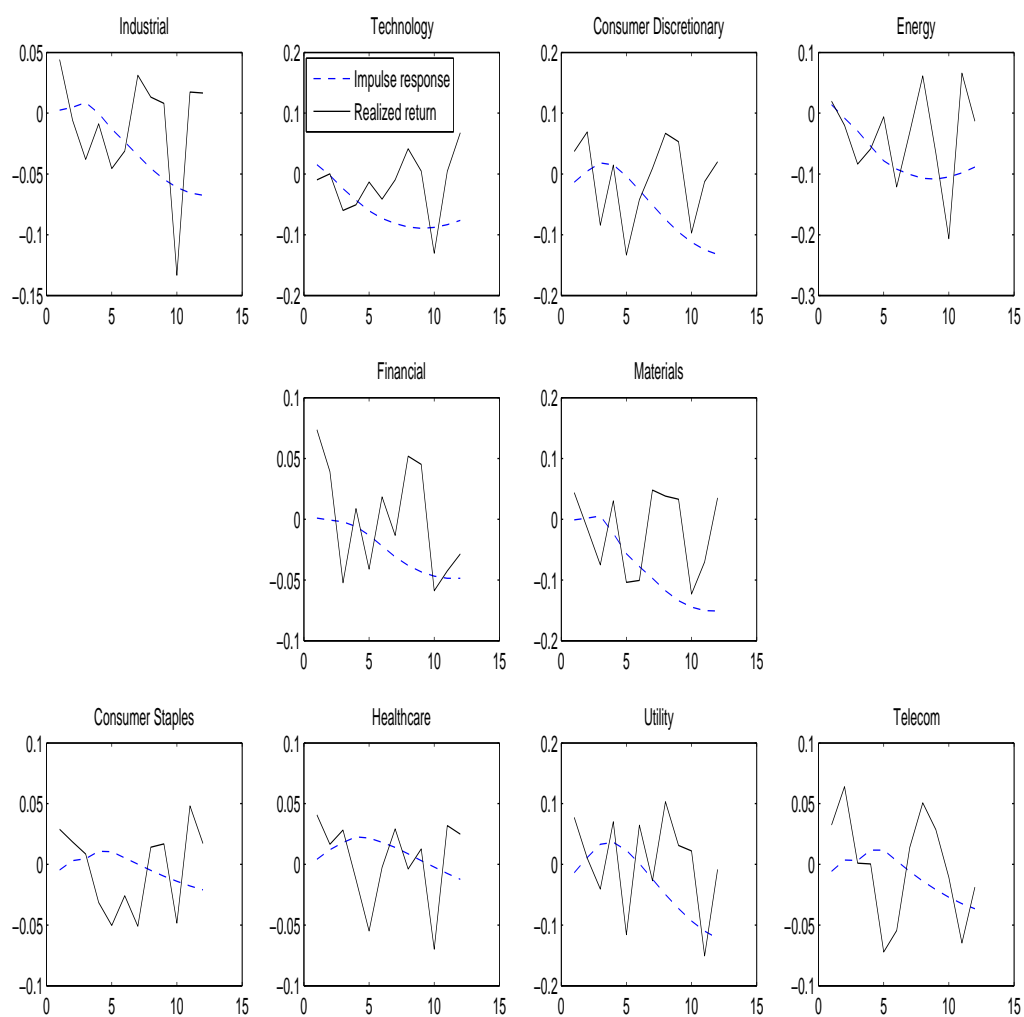 Industrial
0.05
0
−0.05
−0.1
−0.15
0 5 10 15
Technology
Impulse response
Realized return
0.2
0.1
0
−0.1
−0.2
0 5 10 15
Consumer Discretionary
0.2
0.1
0
−0.1
−0.2
0 5 10 15
Energy
0.1
0
−0.1
−0.2
−0.3
0 5 10 15
Financial
0.1
0.05
0
−0.05
−0.1
0 5 10 15
Materials
0.2
0.1
0
−0.1
−0.2
0 5 10 15
Consumer Staples
0.1
0.05
0
−0.05
−0.1
0 5 10 15
Healthcare
0.1
0.05
0
−0.05
−0.1
0 5 10 15
Utility
0.2
0.1
0
−0.1
−0.2
0 5 10 15
Telecom
0.1
0.05
0
−0.05
−0.1
0 5 10 15